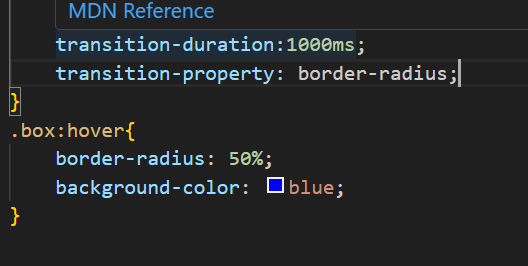 MDN Reference
transition-duration:1000ms;
transition-property: border-radius;
}
.box:hover{
border-radius: 50%;
background-color: blue;
}